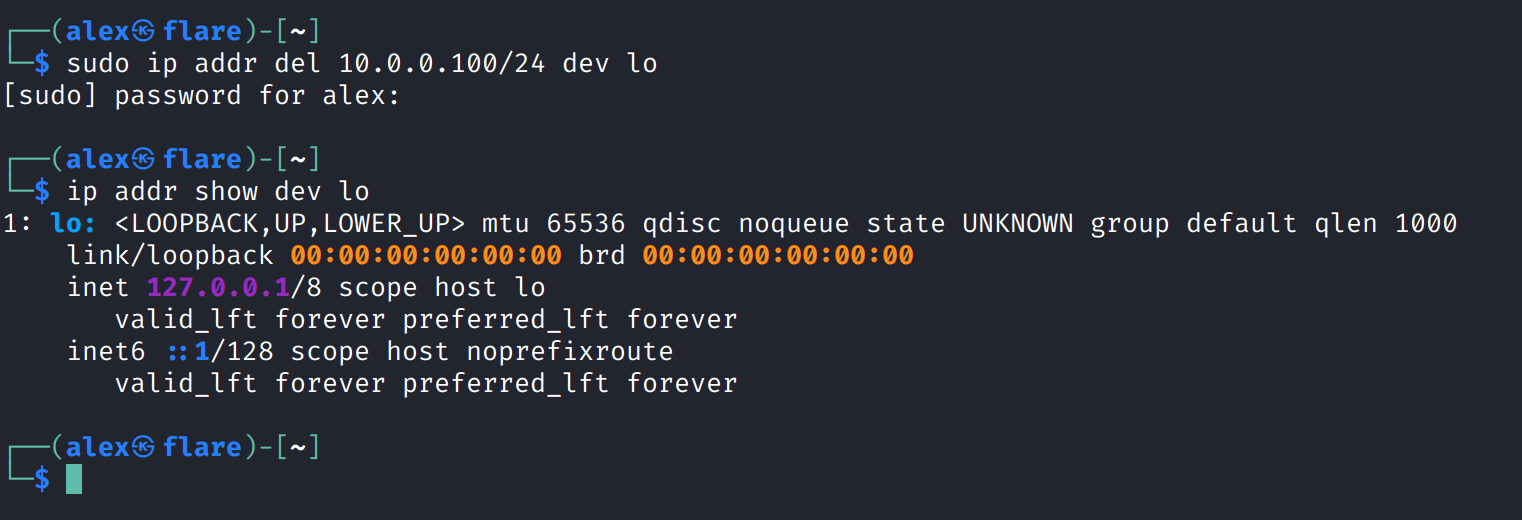 ┌──(alex㉿flare)-[~]
└─$ sudo ip addr del 10.0.0.100/24 dev lo
[sudo] password for alex:
┌──(alex㉿flare)-[~]
└─$ ip addr show dev lo
1: lo: <LOOPBACK,UP,LOWER_UP> mtu 65536 qdisc noqueue state UNKNOWN group default qlen 1000
    link/loopback 00:00:00:00:00:00 brd 00:00:00:00:00:00
    inet 127.0.0.1/8 scope host lo
       valid_lft forever preferred_lft forever
    inet6 ::1/128 scope host noprefixroute
       valid_lft forever preferred_lft forever
┌──(alex㉿flare)-[~]
└─$